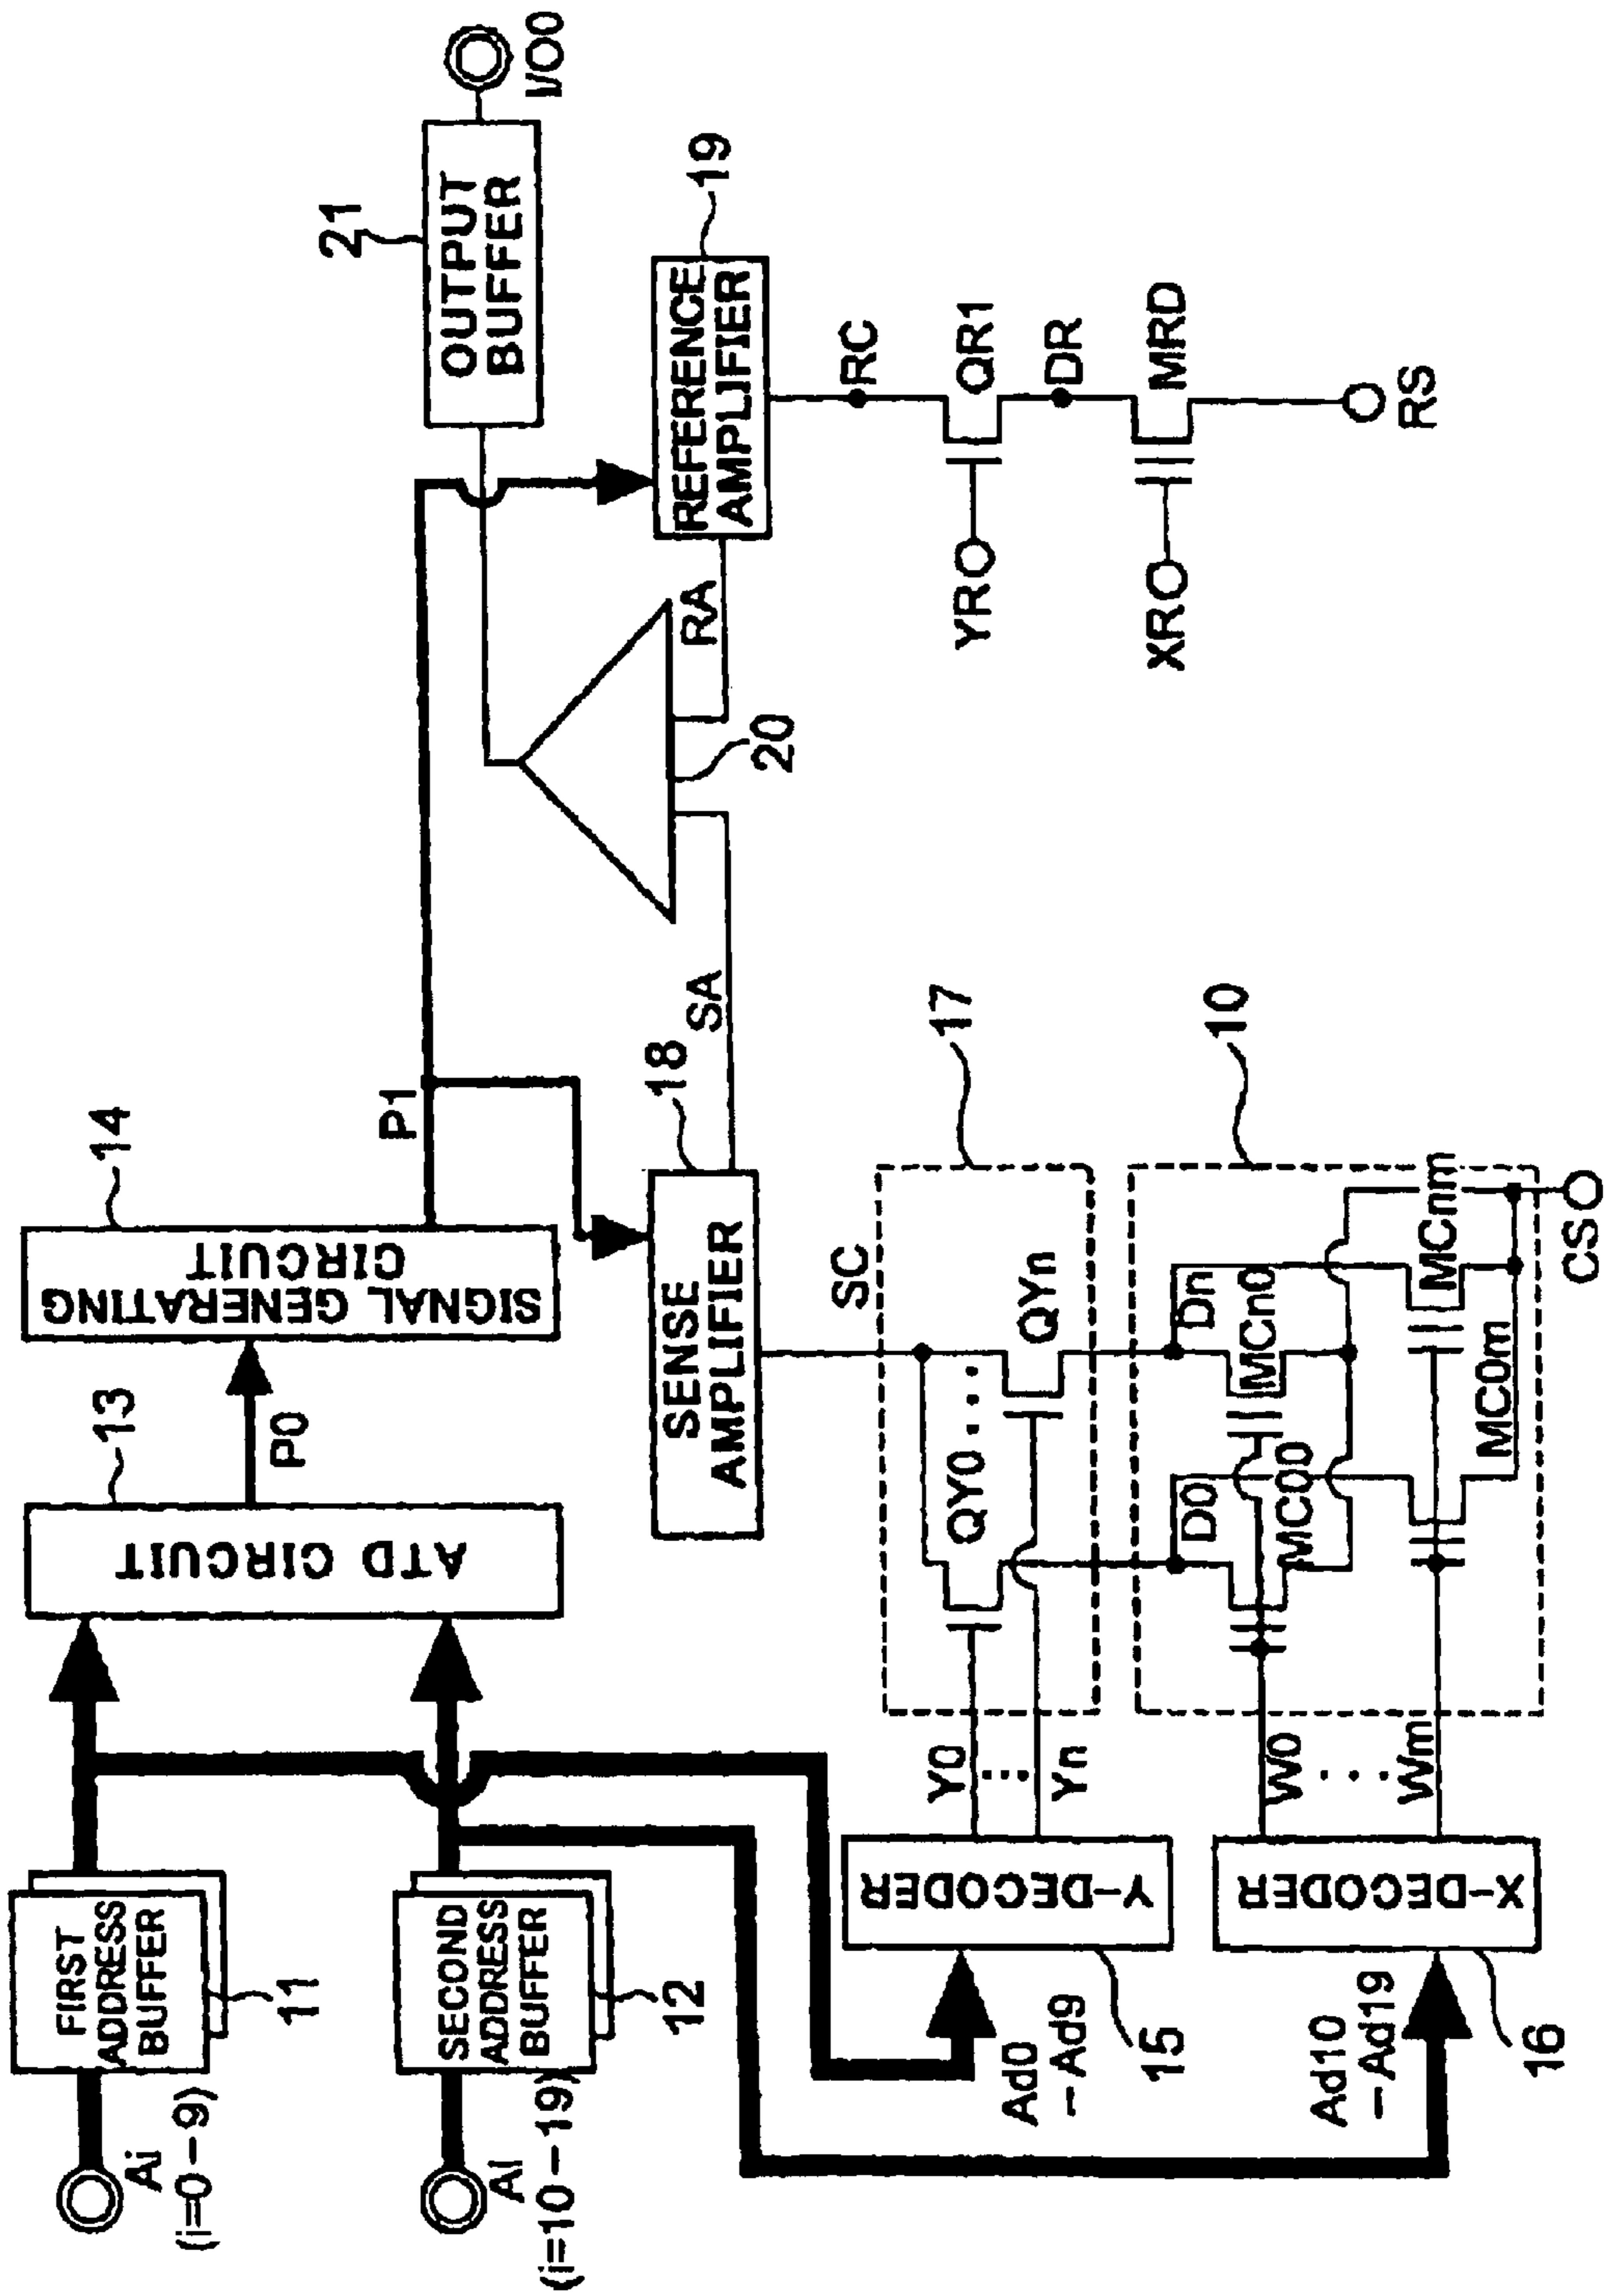 FIRST
ADDRESS
BUFFER
11
Ai
(i=0－9)
SECOND
ADDRESS
BUFFER
12
Ai
(i=10－19)
ATD CIRCUIT
13
P0
SIGNAL GENERATING
CIRCUIT
14
P1
Y-DECODER
15
Ad0
－Ad9
X-DECODER
16
Ad10
－Ad19
Y0
Yn
W0
Wm
SENSE
AMPLIFIER
18
SA
SC
17
QY0
QYn
10
D0
Dn
MC00
MCn0
MC0m
MCnm
CS
20
RA
REFERENCE
AMPLIFIER
19
OUTPUT
BUFFER
21
I/O0
RC
QR1
YR
DR
MRD
XR
RS